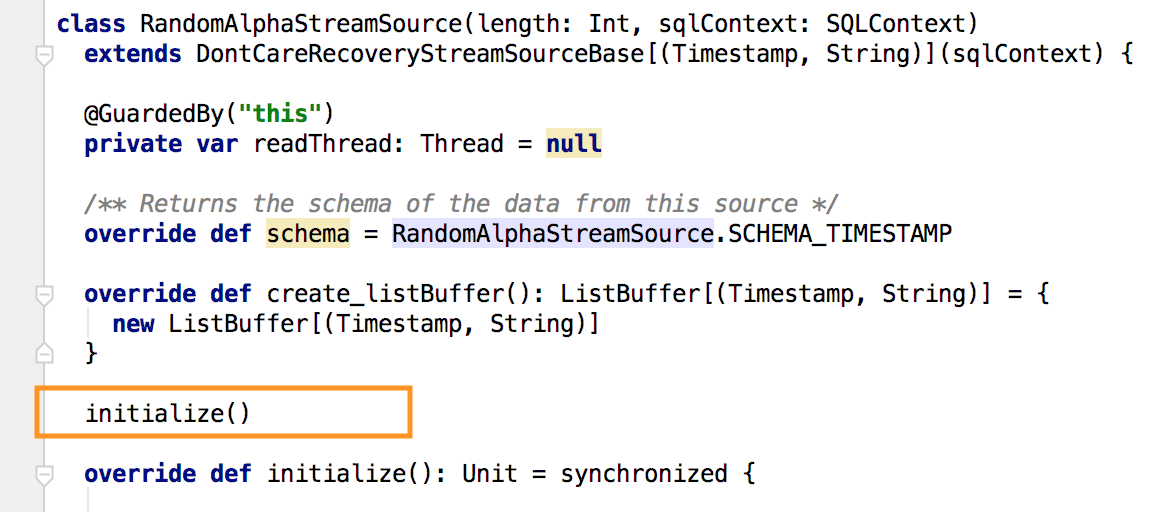 class RandomAlphaStreamSource(length: Int, sqlContext: SQLContext)
extends DontCareRecoveryStreamSourceBase[(Timestamp, String)](sqlContext) {
@GuardedBy("this")
private var readThread: Thread = null
/** Returns the schema of the data from this source */
override def schema = RandomAlphaStreamSource.SCHEMA_TIMESTAMP
override def create_listBuffer(): ListBuffer[(Timestamp, String)] = {
new ListBuffer[(Timestamp, String)]
}
initialize()
override def initialize(): Unit = synchronized {